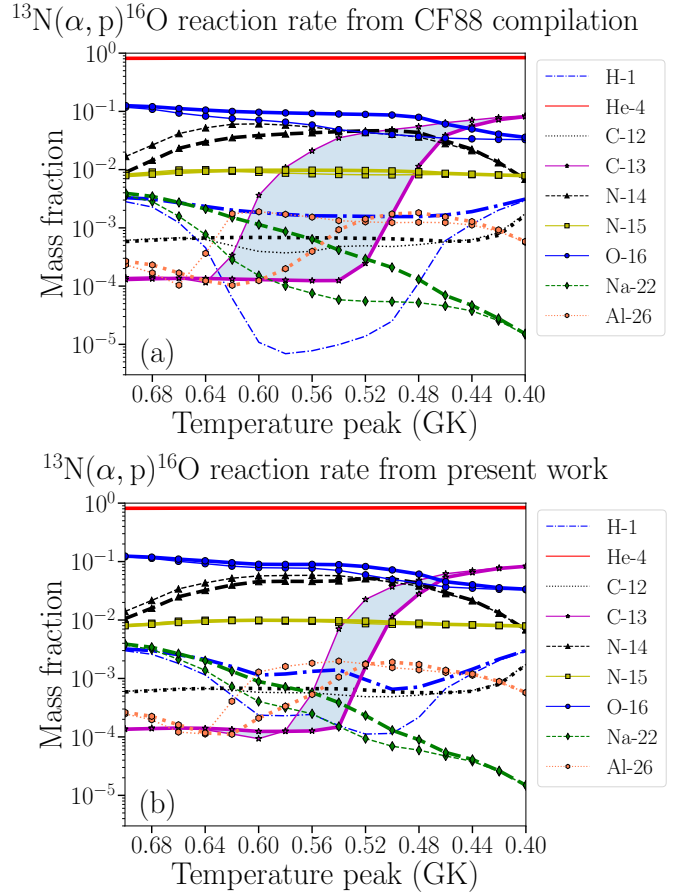 ¹³N(α, p)¹⁶O reaction rate from CF88 compilation
10⁰
10⁻¹
10⁻²
10⁻³
10⁻⁴
10⁻⁵
Mass fraction
(a)
0.68 0.64 0.60 0.56 0.52 0.48 0.44 0.40
Temperature peak (GK)
H-1
He-4
C-12
C-13
N-14
N-15
O-16
Na-22
Al-26
¹³N(α, p)¹⁶O reaction rate from present work
10⁰
10⁻¹
10⁻²
10⁻³
10⁻⁴
10⁻⁵
Mass fraction
(b)
0.68 0.64 0.60 0.56 0.52 0.48 0.44 0.40
Temperature peak (GK)
H-1
He-4
C-12
C-13
N-14
N-15
O-16
Na-22
Al-26